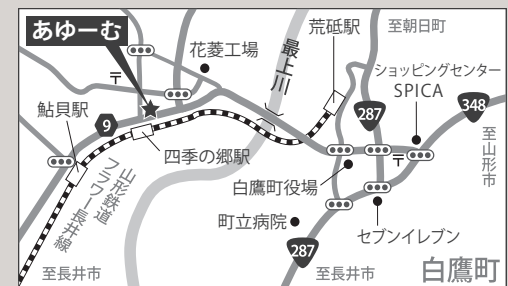 あゆーむ
花菱工場
最上川
荒砥駅
至朝日町
ショッピングセンター
SPICA
287
348
至山形市
鮎貝駅
9
四季の郷駅
山形鉄道
フラワー長井線
白鷹町役場
町立病院
287
セブンイレブン
至長井市
至長井市
白鷹町